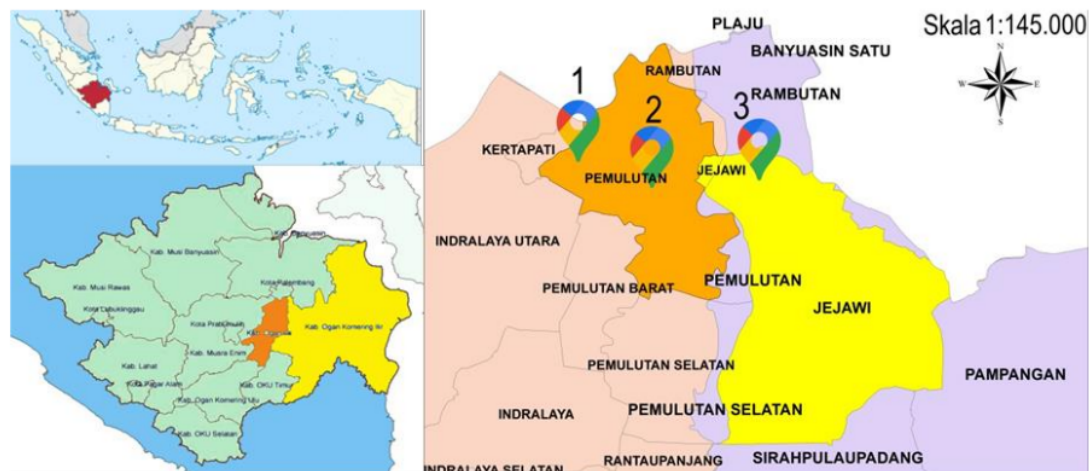 Kab. Banyuasin
Kab. Musi Banyuasin
Kab. Musi Rawas
Kota Palembang
Kota Lubuklinggau
Kota Prabumulih
Kab. Ogan Komering Ilir
Kab. Muara Enim
Kab. Lahat
Kota Pagar Alam
Kab. OKU Timur
Kab. Ogan Komering Ulu
Kab. OKU Selatan
Skala 1:145.000
N
W
E
S
PLAJU
BANYUASIN SATU
RAMBUTAN
RAMBUTAN
1
2
3
KERTAPATI
PEMULUTAN
JEJAWI
INDRALAYA UTARA
PEMULUTAN BARAT
PEMULUTAN
JEJAWI
PEMULUTAN SELATAN
PAMPANGAN
INDRALAYA
PEMULUTAN SELATAN
RANTAUPANJANG
SIRAHPULAUPADANG
INDRALAYA SELATAN